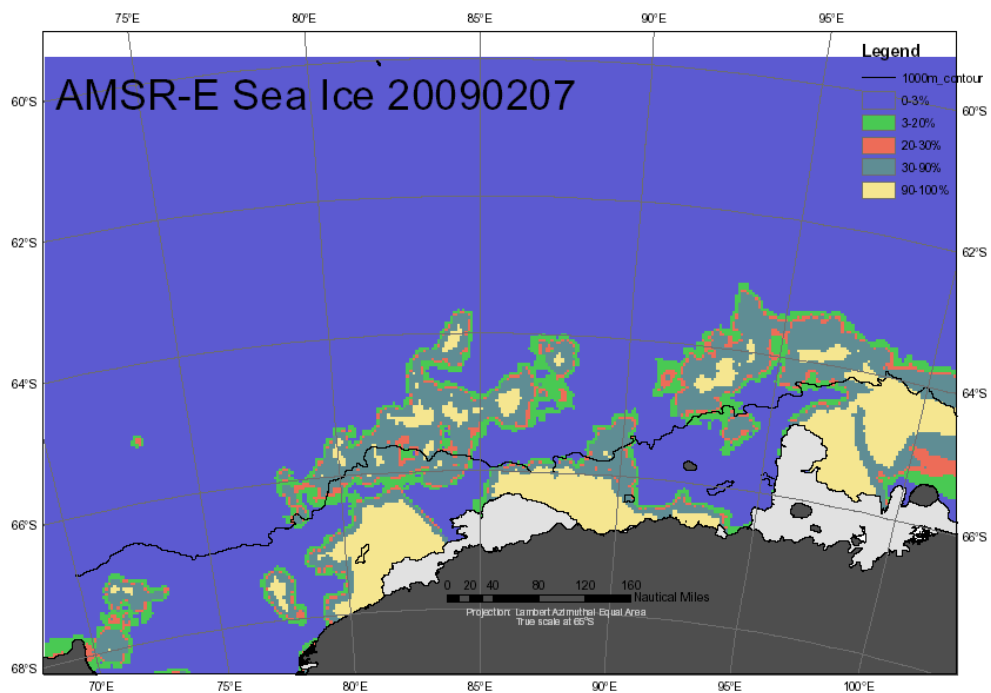 75°E 80°E 85°E 90°E 95°E
Legend
1000m_contour
0-3%
3-20%
20-30%
30-90%
90-100%
AMSR-E Sea Ice 20090207
60°S 60°S
62°S 62°S
64°S 64°S
66°S 66°S
0 20 40 80 120 160
Nautical Miles
Projection: Lambert Azimuthal Equal Area
True scale at 65°S
68°S
70°E 75°E 80°E 85°E 90°E 95°E 100°E